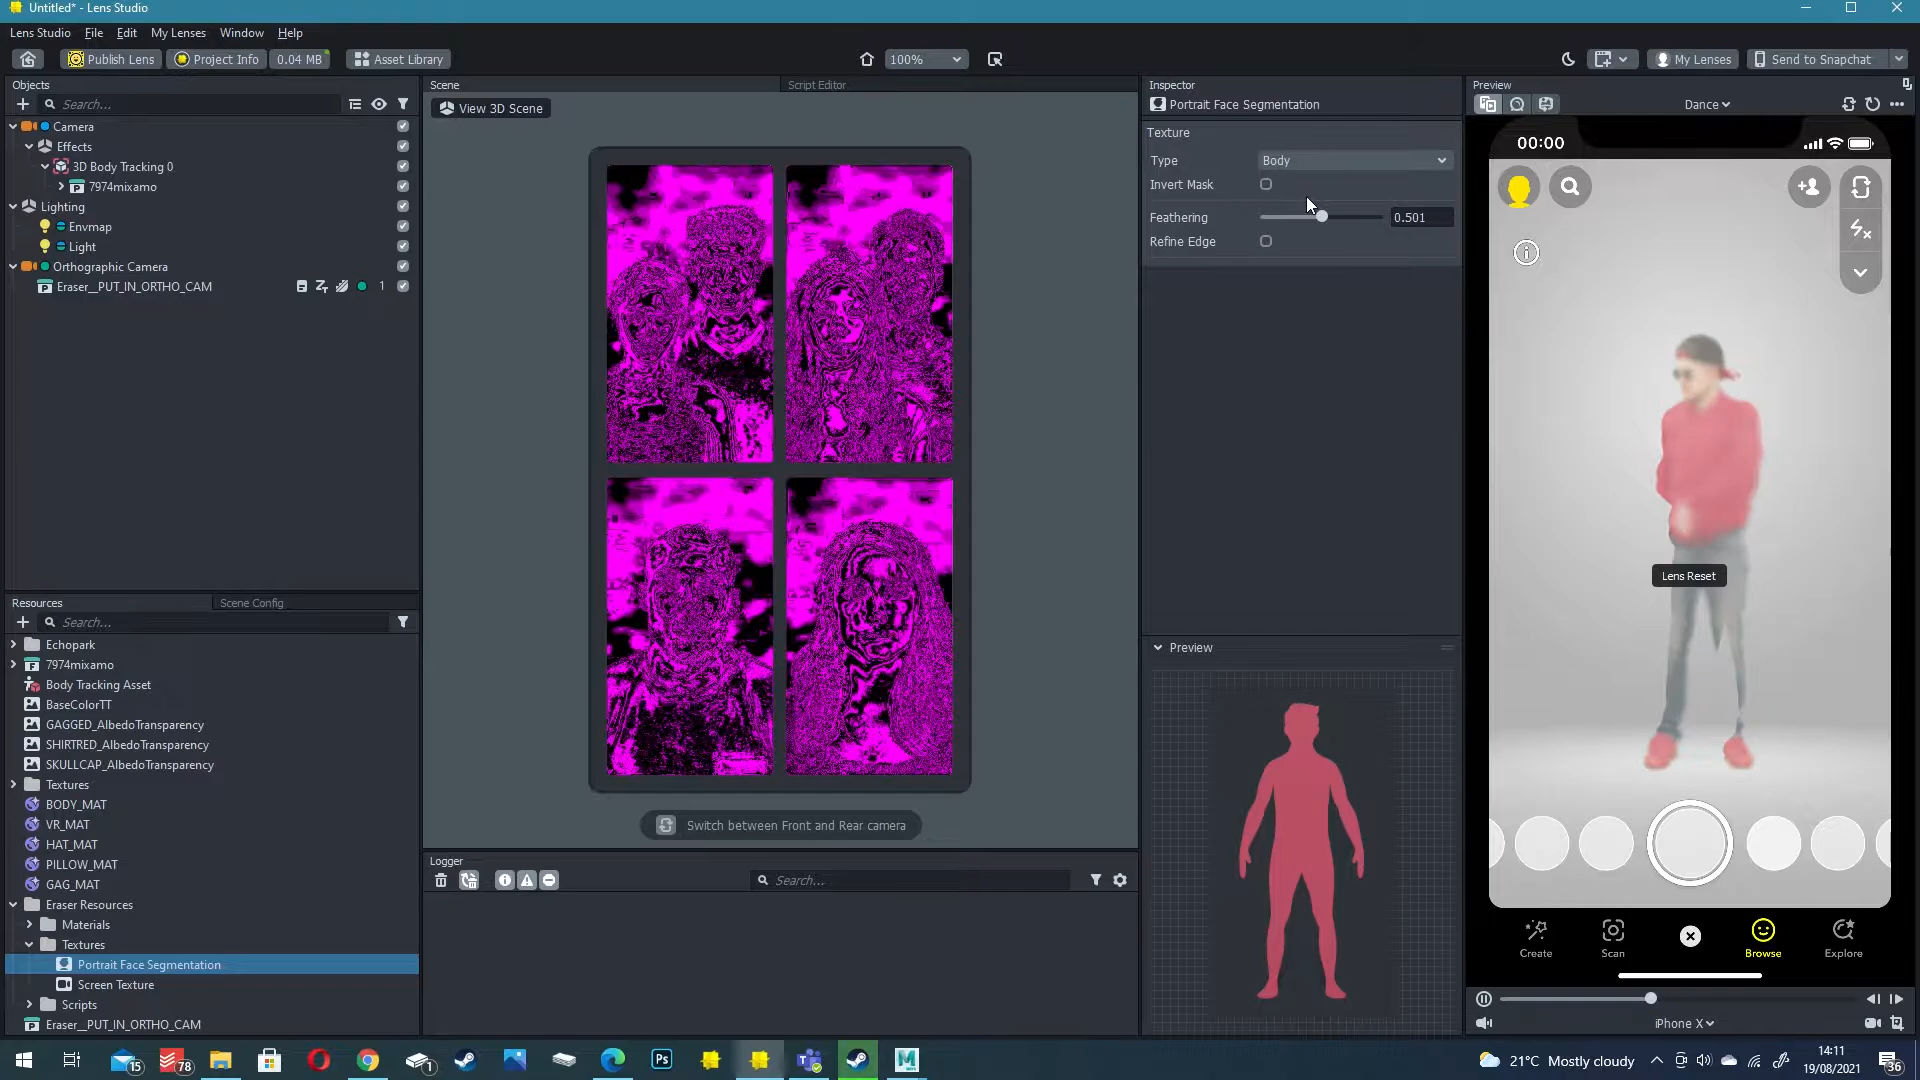 Untitled* - Lens Studio
Lens Studio File Edit My Lenses Window Help
Publish Lens Project Info 0.04 MB Asset Library 100% My Lenses Send to Snapchat
Objects
Search...
Camera
Effects
3D Body Tracking 0
7974mixamo
Lighting
Envmap
Light
Orthographic Camera
Eraser__PUT_IN_ORTHO_CAM 1
Resources Scene Config
Search...
Echopark
7974mixamo
Body Tracking Asset
BaseColorTT
GAGGED_AlbedoTransparency
SHIRTRED_AlbedoTransparency
SKULLCAP_AlbedoTransparency
Textures
BODY_MAT
VR_MAT
HAT_MAT
PILLOW_MAT
GAG_MAT
Eraser Resources
Materials
Textures
Portrait Face Segmentation
Screen Texture
Scripts
Eraser__PUT_IN_ORTHO_CAM
Scene Script Editor
View 3D Scene
Switch between Front and Rear camera
Logger
Search...
Inspector
Portrait Face Segmentation
Texture
Type Body
Invert Mask
Feathering 0.501
Refine Edge
Preview
Preview
Dance
00:00
Lens Reset
Create Scan Browse Explore
iPhone X
15 78 1 Ps 21°C Mostly cloudy 14:11
19/08/2021 36